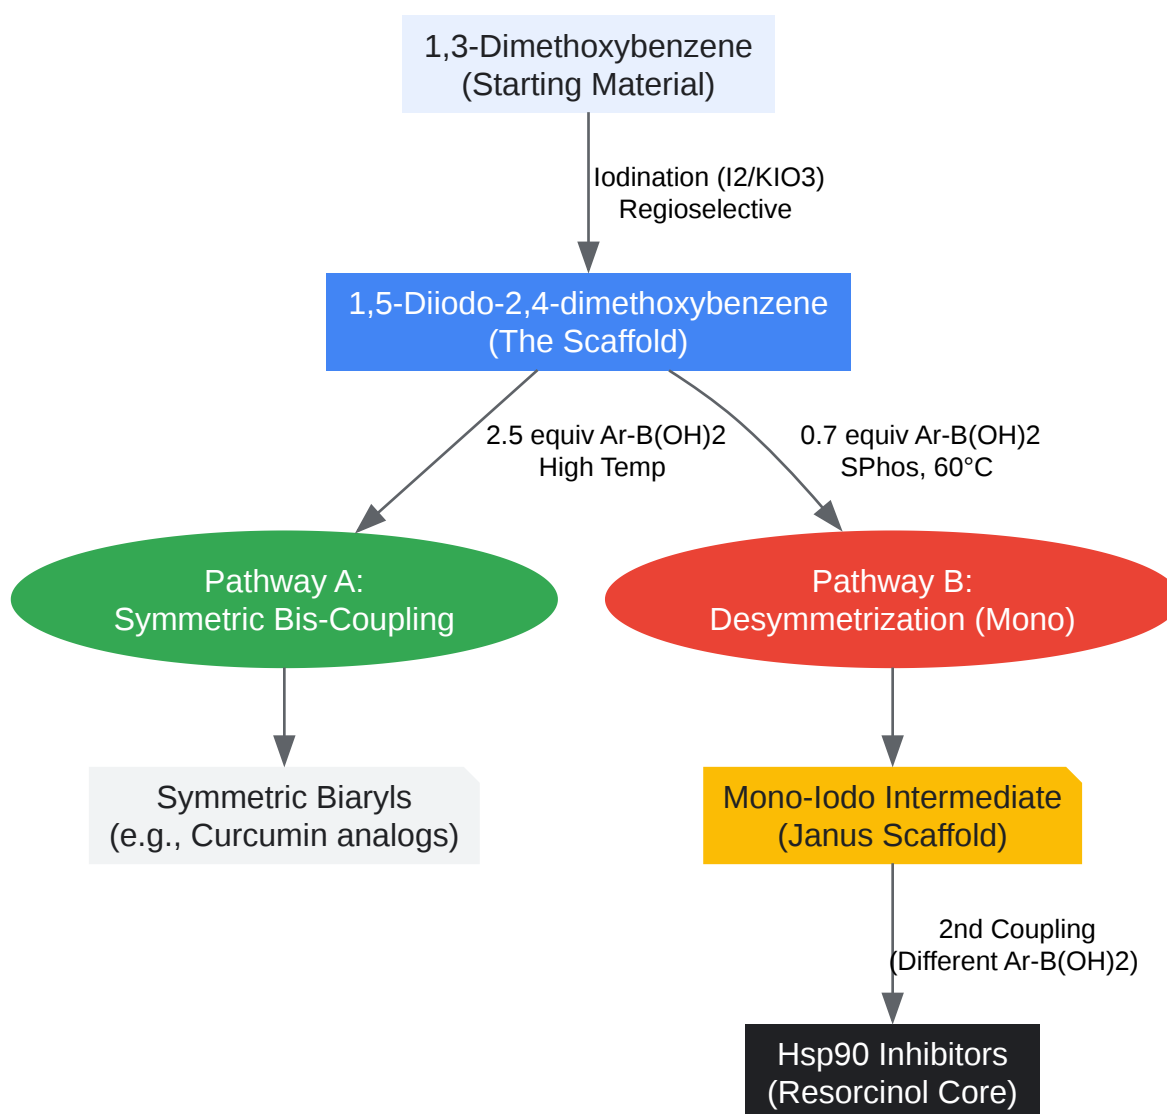 1,3-Dimethoxybenzene
(Starting Material)
Iodination (I2/KIO3)
Regioselective
1,5-Diiodo-2,4-dimethoxybenzene
(The Scaffold)
2.5 equiv Ar-B(OH)2
High Temp
0.7 equiv Ar-B(OH)2
SPhos, 60°C
Pathway A:
Symmetric Bis-Coupling
Pathway B:
Desymmetrization (Mono)
Symmetric Biaryls
(e.g., Curcumin analogs)
Mono-Iodo Intermediate
(Janus Scaffold)
2nd Coupling
(Different Ar-B(OH)2)
Hsp90 Inhibitors
(Resorcinol Core)